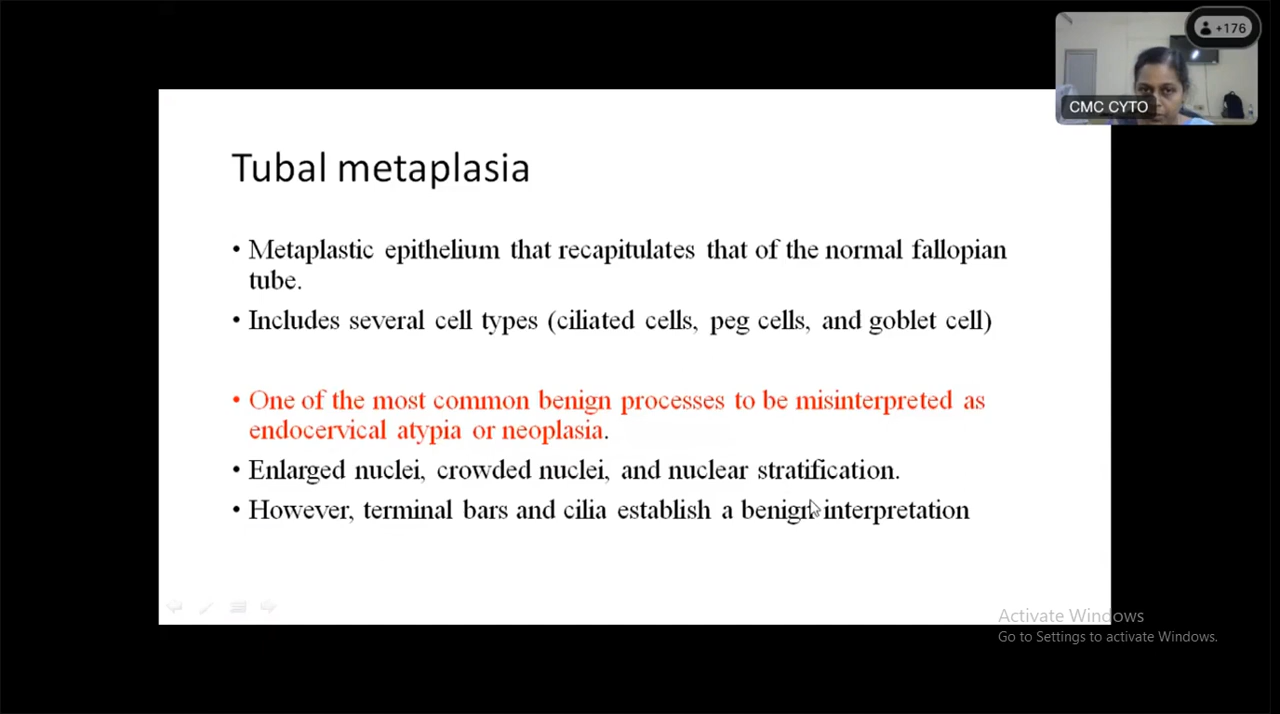 +176
CMC CYTO
Tubal metaplasia
• Metaplastic epithelium that recapitulates that of the normal fallopian
tube.
• Includes several cell types (ciliated cells, peg cells, and goblet cell)
• One of the most common benign processes to be misinterpreted as
endocervical atypia or neoplasia.
• Enlarged nuclei, crowded nuclei, and nuclear stratification.
• However, terminal bars and cilia establish a benign interpretation
Activate Windows
Go to Settings to activate Windows.